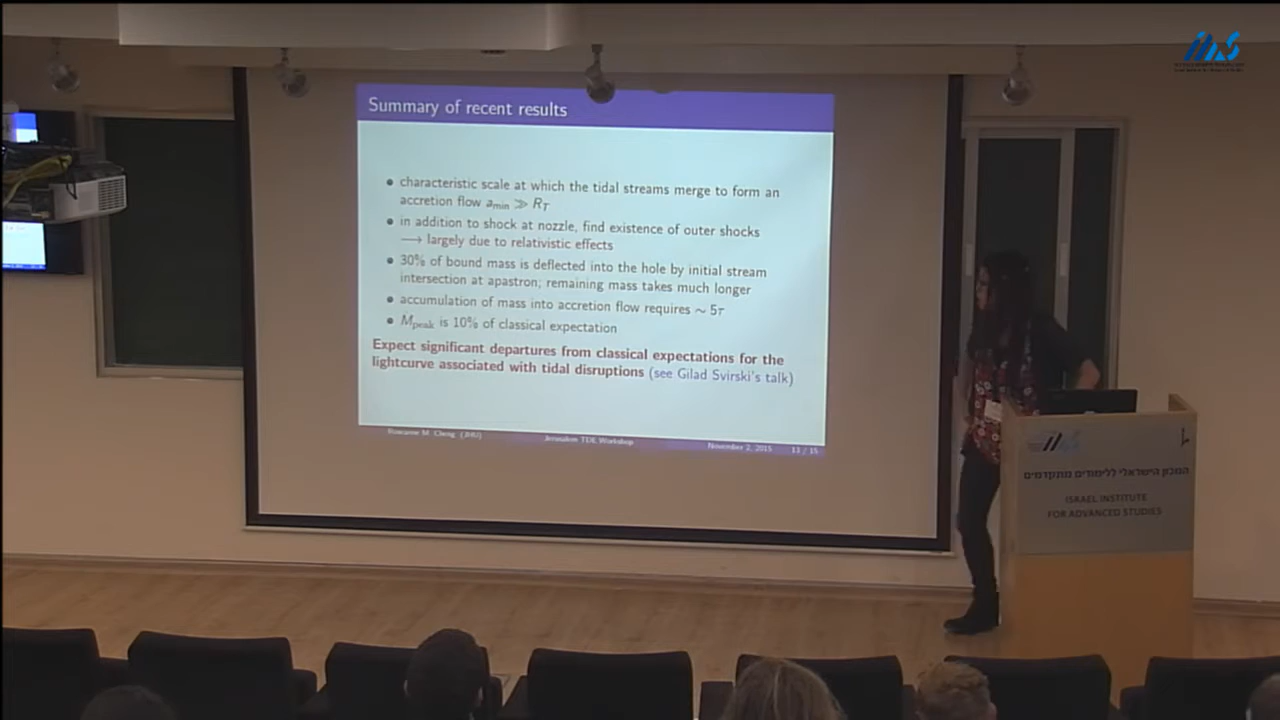 Summary of recent results
• characteristic scale at which the tidal streams merge to form an
accretion flow a_min ≫ R_T
• in addition to shock at nozzle, find existence of outer shocks
⟶ largely due to relativistic effects
• 30% of bound mass is deflected into the hole by initial stream
intersection at apastron; remaining mass takes much longer
• accumulation of mass into accretion flow requires ∼ 5τ
• Ṁ_peak is 10% of classical expectation
Expect significant departures from classical expectations for the
lightcurve associated with tidal disruptions (see Gilad Svirski's talk)
Roseanne M. Cheng (JHU)
Jerusalem TDE Workshop
November 2, 2015
13 / 15
המכון הישראלי ללימודים מתקדמים
ISRAEL INSTITUTE
FOR ADVANCED STUDIES